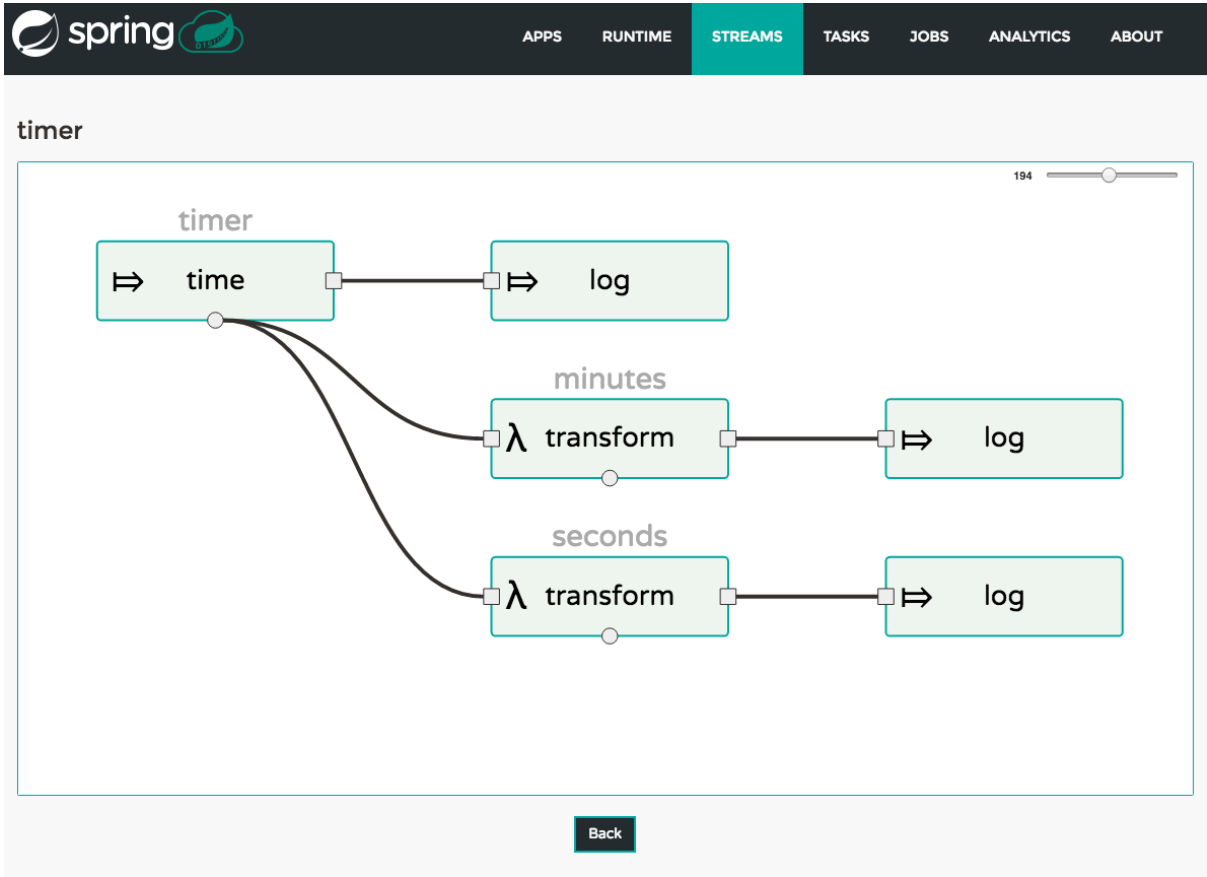 spring
APPS RUNTIME STREAMS TASKS JOBS ANALYTICS ABOUT
timer
194
timer
time
log
minutes
λ transform
log
seconds
λ transform
log
Back